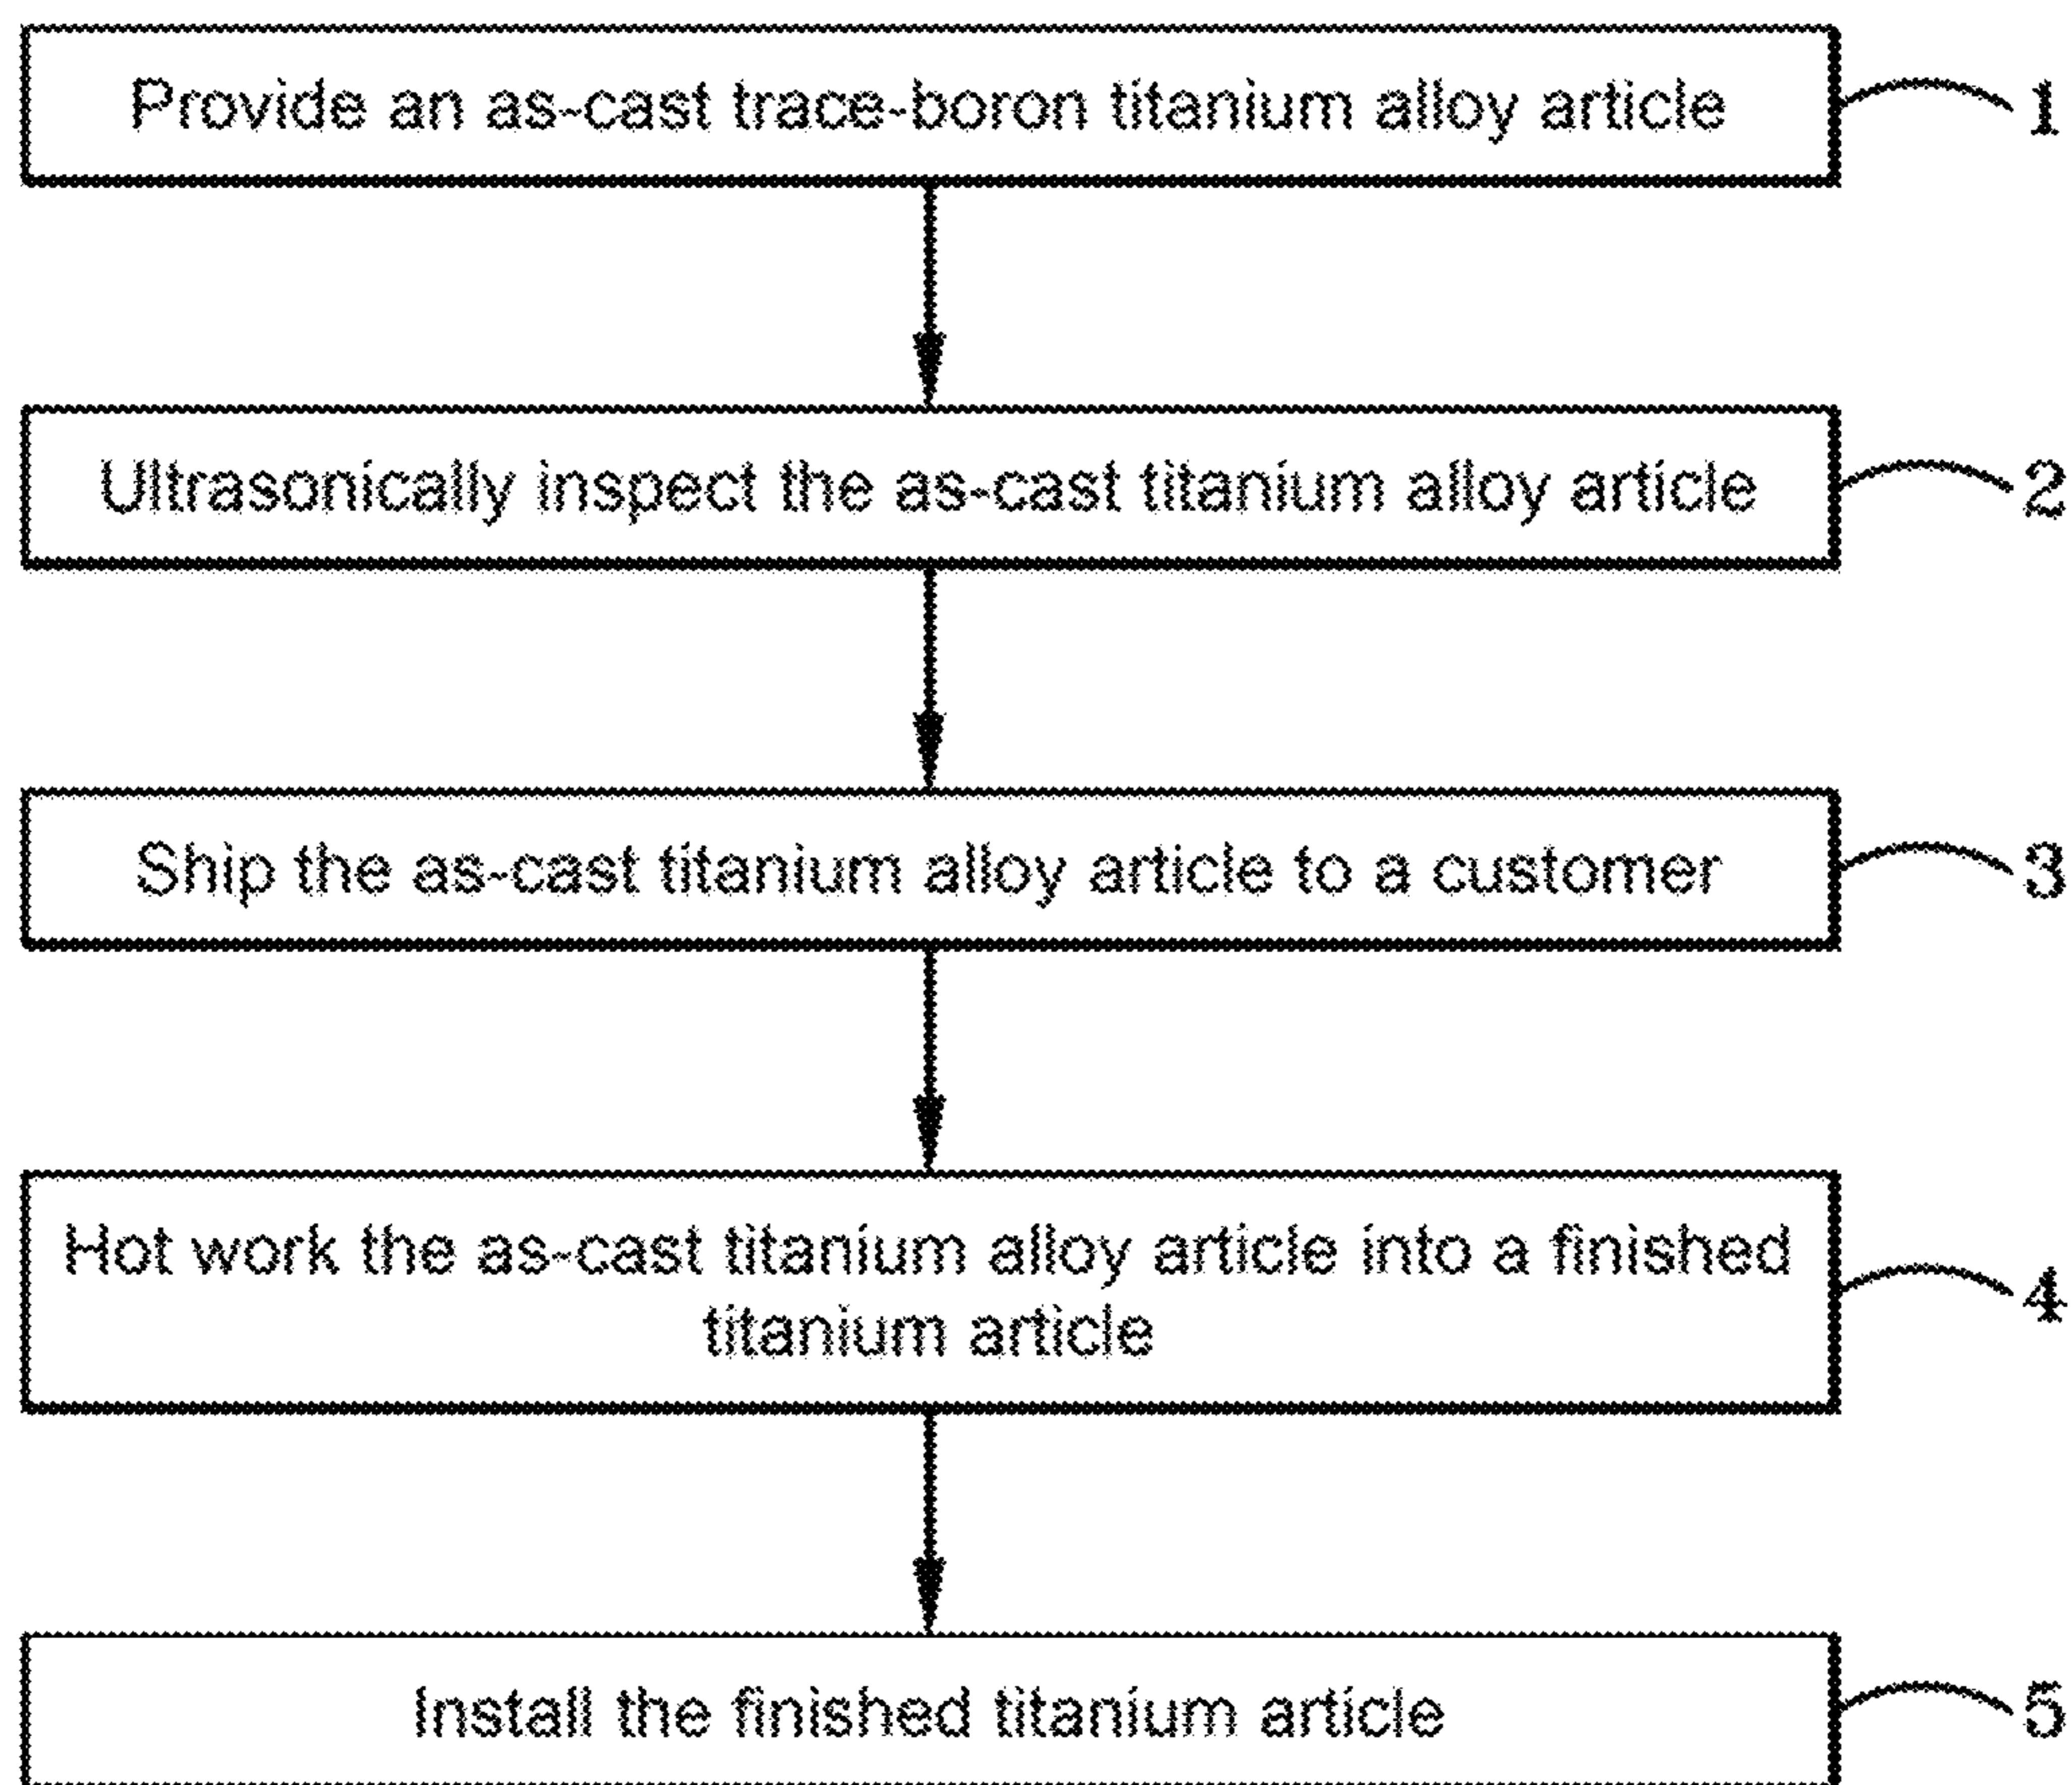 Provide an as-cast trace-boron titanium alloy article
1
Ultrasonically inspect the as-cast titanium alloy article
2
Ship the as-cast titanium alloy article to a customer
3
Hot work the as-cast titanium alloy article into a finished
titanium article
4
Install the finished titanium article
5